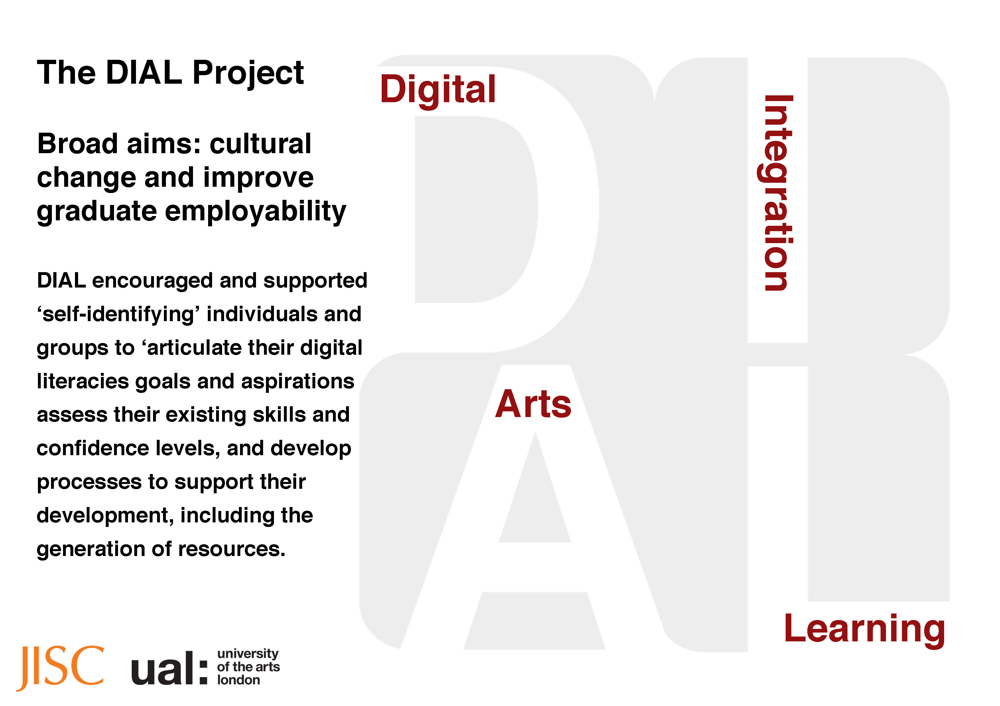 The DIAL Project
Broad aims: cultural
change and improve
graduate employability
DIAL encouraged and supported
‘self-identifying’ individuals and
groups to ‘articulate their digital
literacies goals and aspirations
assess their existing skills and
confidence levels, and develop
processes to support their
development, including the
generation of resources.
Digital
Integration
Arts
Learning
D I
A L
JISC
ual:
university
of the arts
london